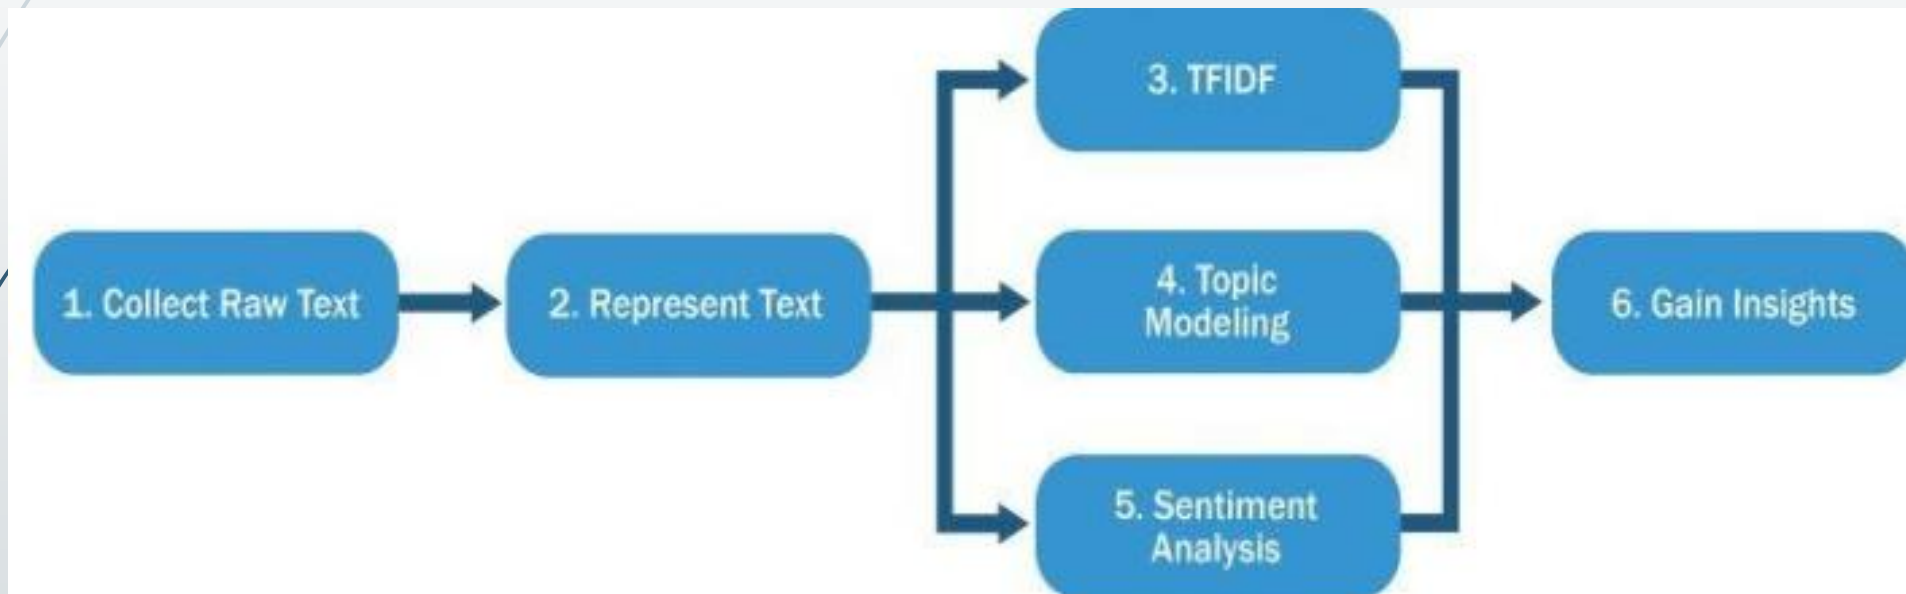 1. Collect Raw Text
2. Represent Text
3. TFIDF
4. Topic
Modeling
5. Sentiment
Analysis
6. Gain Insights